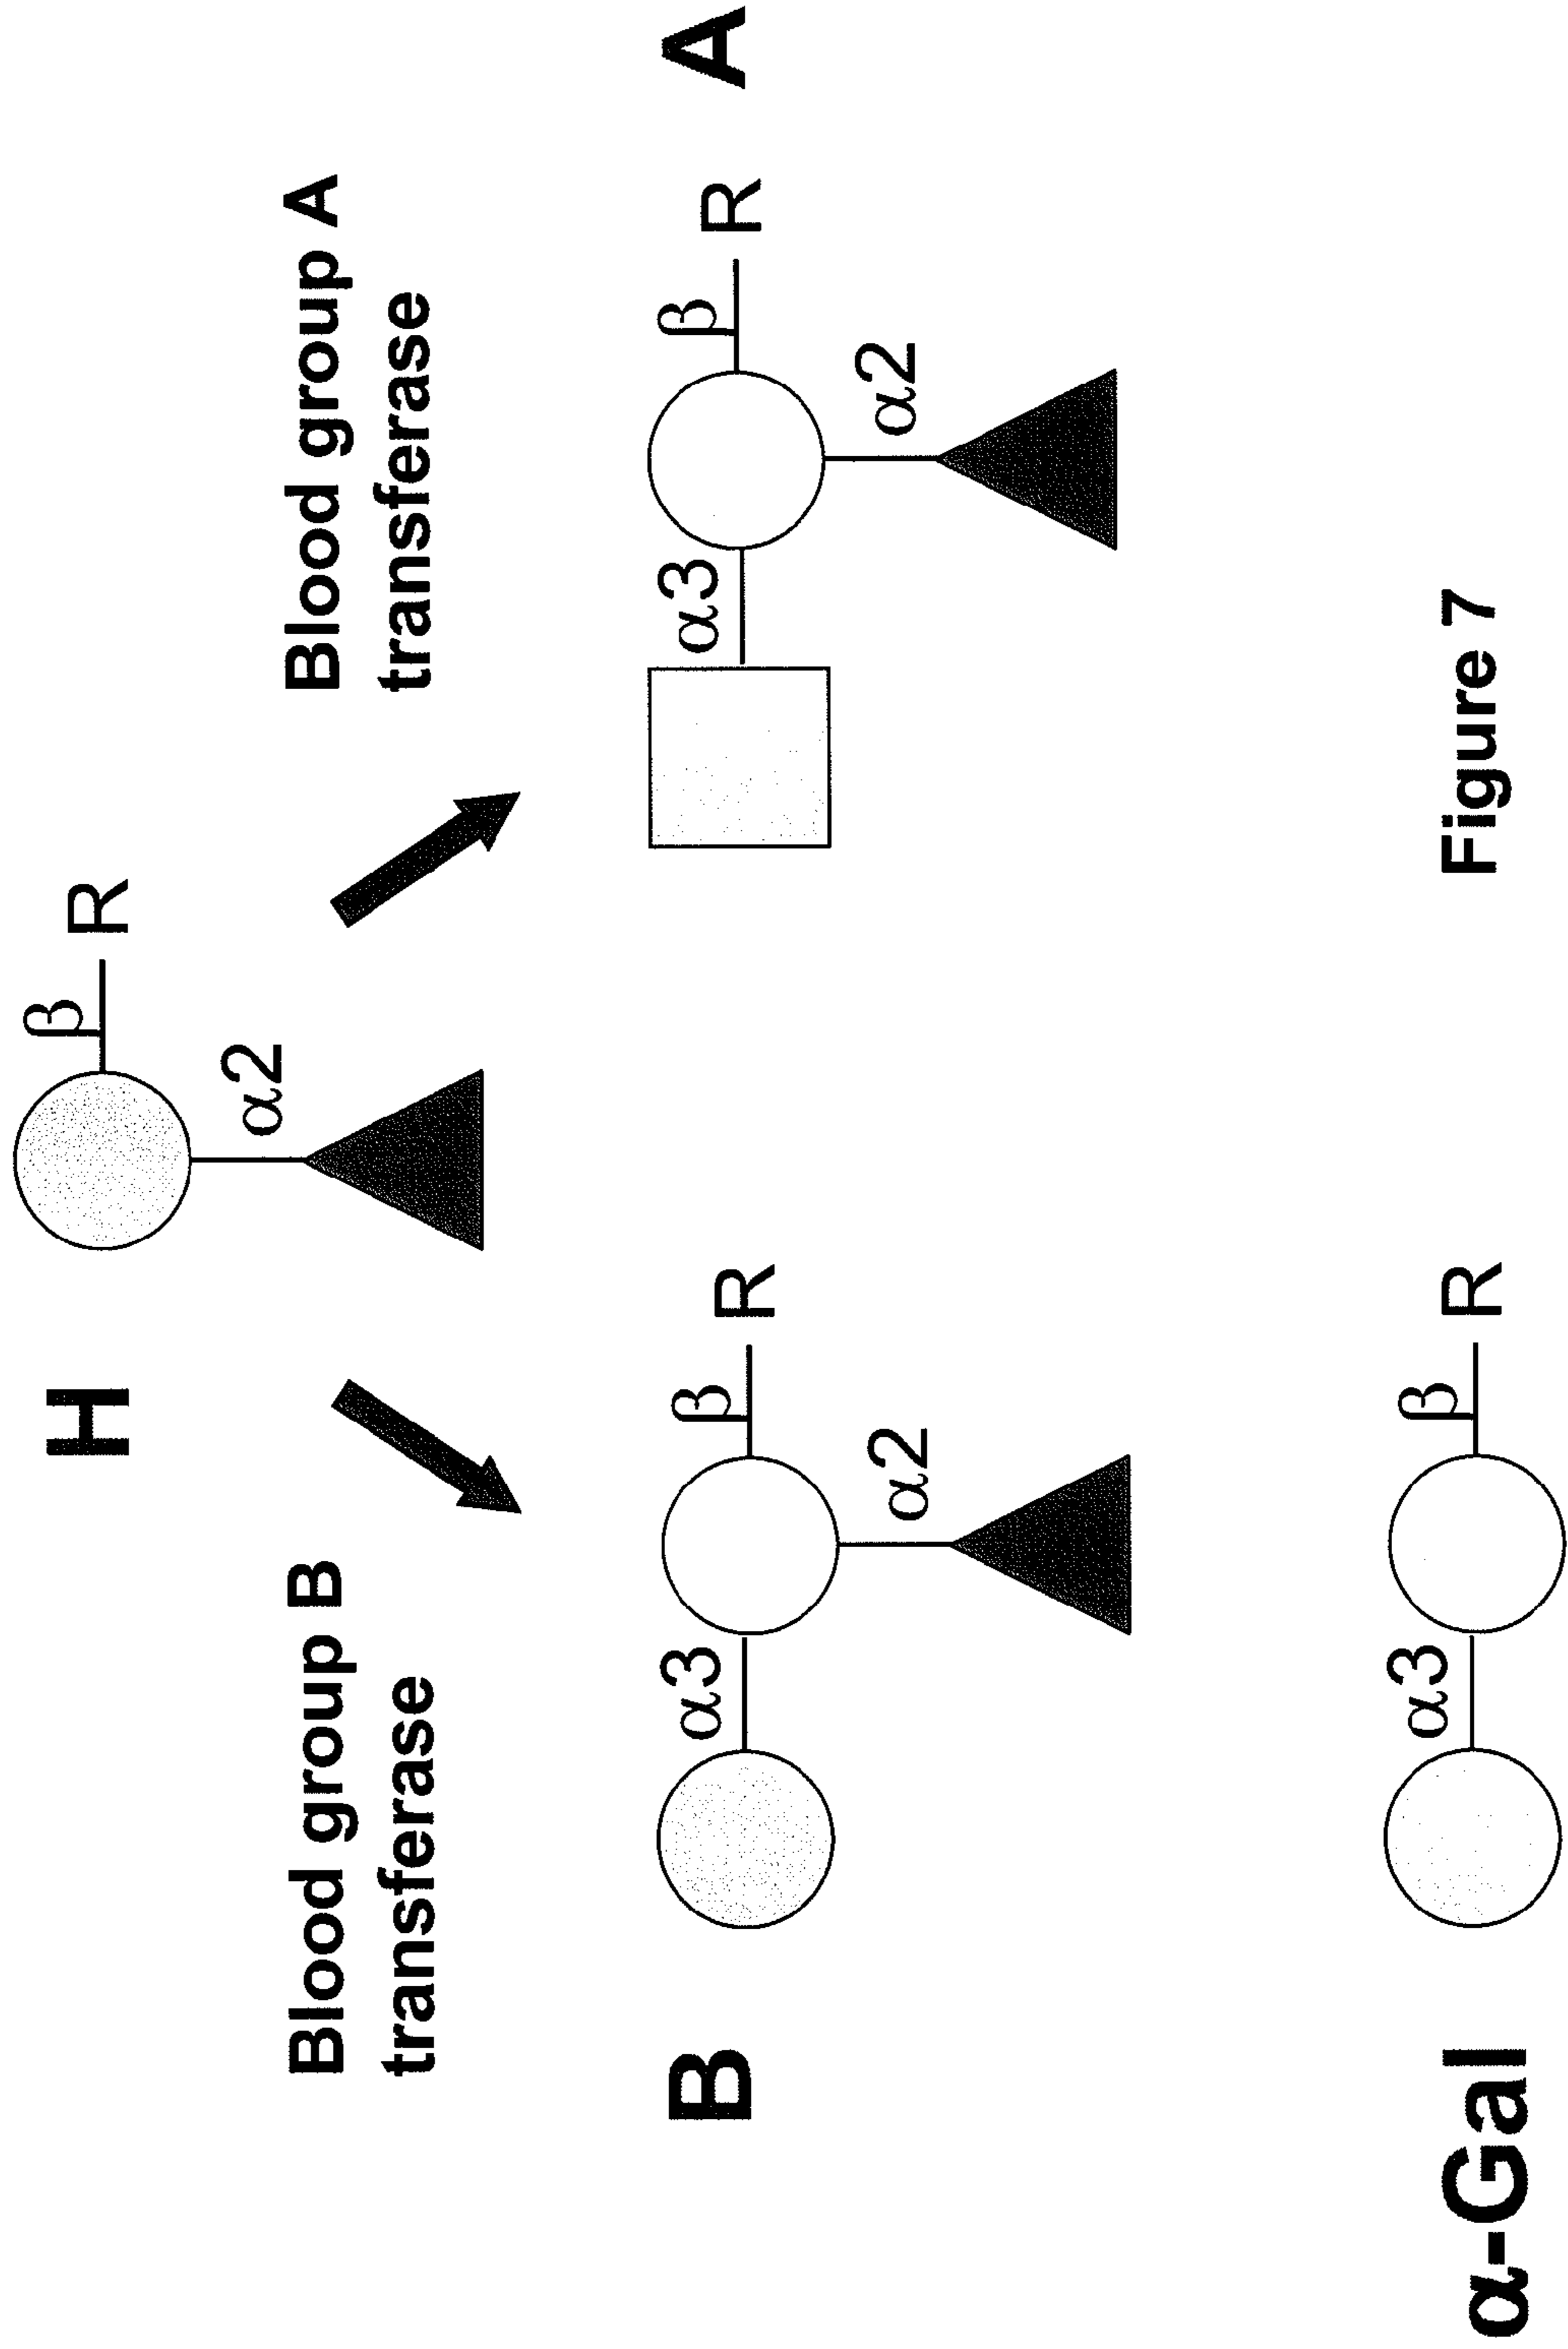 H
β
R
α2
Blood group B
transferase
Blood group A
transferase
B
α3
β
R
α2
α3
β
R
A
α2
α-Gal
α3
β
R
Figure 7